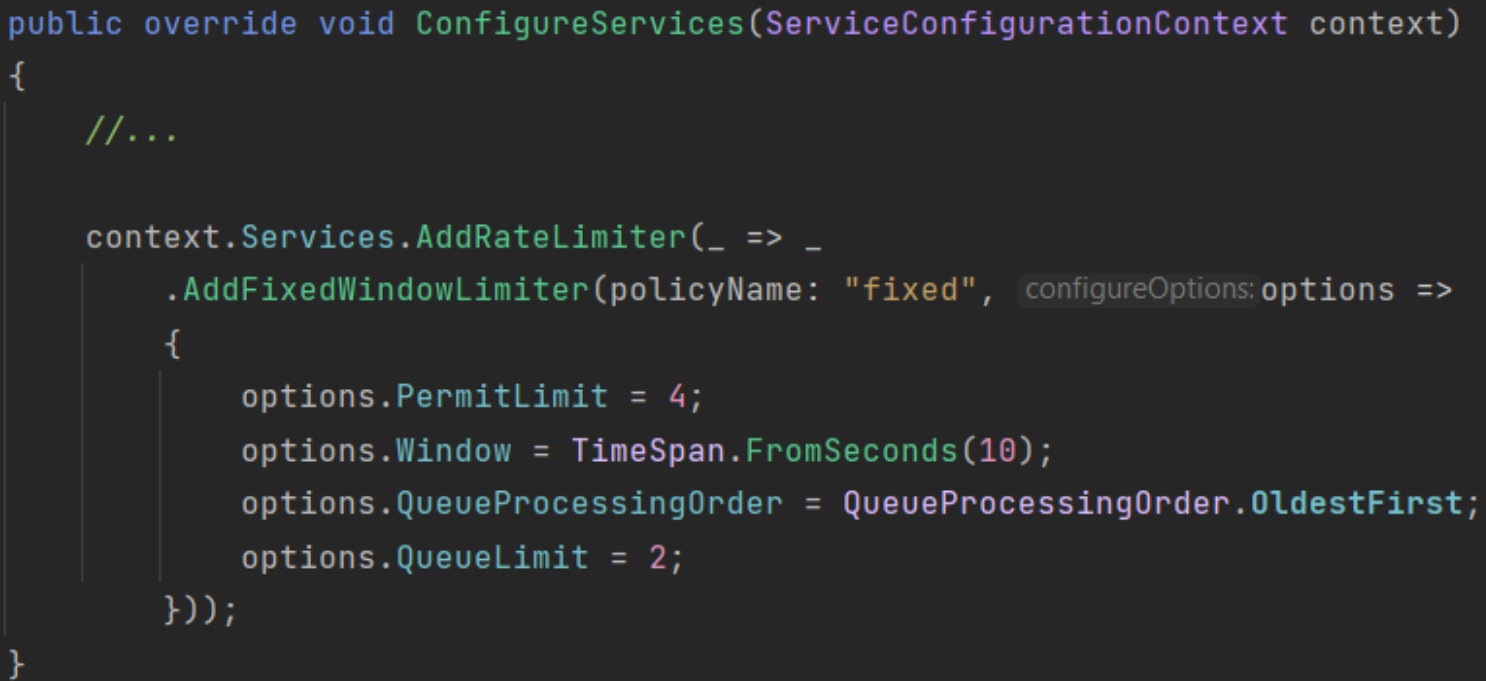 public override void ConfigureServices(ServiceConfigurationContext context)
{
//...
context.Services.AddRateLimiter(_ => _
.AddFixedWindowLimiter(policyName: "fixed", configureOptions: options =>
{
options.PermitLimit = 4;
options.Window = TimeSpan.FromSeconds(10);
options.QueueProcessingOrder = QueueProcessingOrder.OldestFirst;
options.QueueLimit = 2;
}));
}